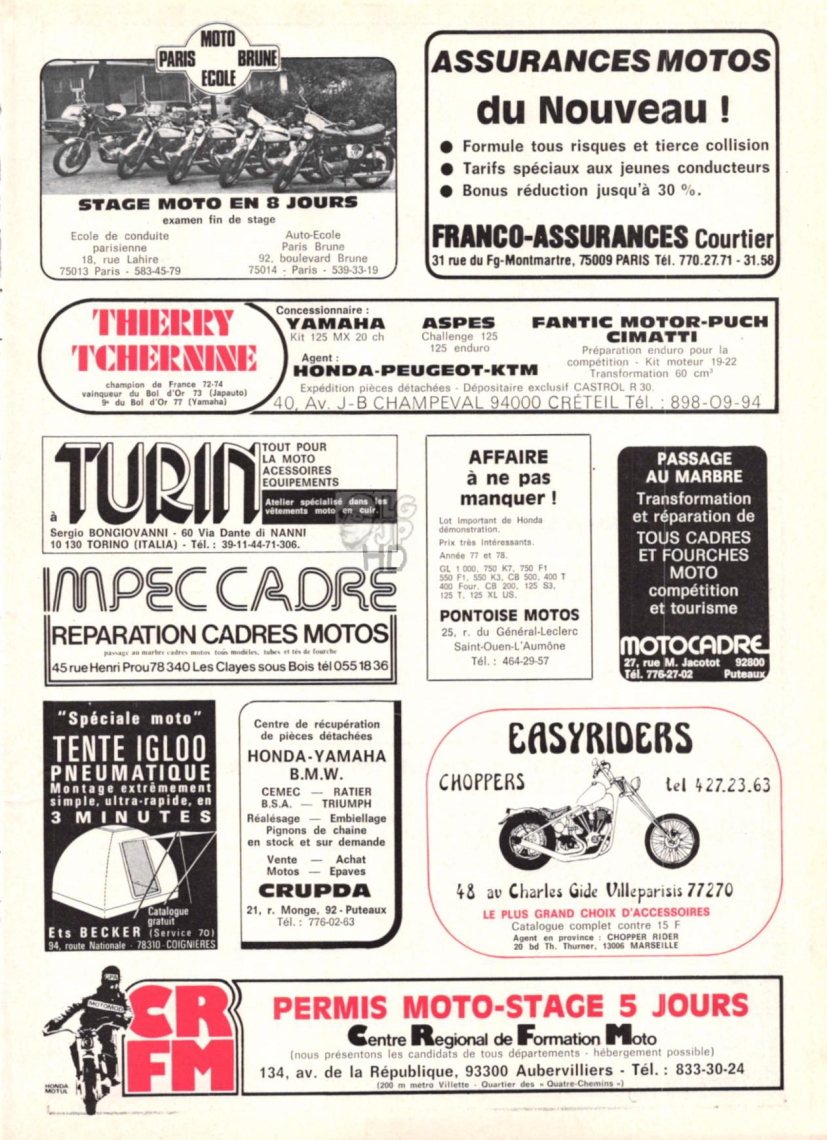 MOTO
PARIS BRUNE
ECOLE
STAGE MOTO EN 8 JOURS
examen fin de stage
Ecole de conduite
parisienne
18, rue Lahire
75013 Paris - 583-45-79
Auto-Ecole
Paris Brune
92, boulevard Brune
75014 - Paris - 539-33-19
ASSURANCES MOTOS
du Nouveau !
● Formule tous risques et tierce collision
● Tarifs spéciaux aux jeunes conducteurs
● Bonus réduction jusqu'à 30 %.
FRANCO-ASSURANCES Courtier
31 rue du Fg-Montmartre, 75009 PARIS Tél. 770.27.71 - 31.58
THIERRY
TCHERNINE
champion de France 72-74
vainqueur du Bol d'Or 73 (Japauto)
9e du Bol d'Or 77 (Yamaha)
Concessionnaire :
YAMAHA
Kit 125 MX 20 ch
ASPES
Challenge 125
125 enduro
FANTIC MOTOR-PUCH
CIMATTI
Préparation enduro pour la
compétition - Kit moteur 19-22
Transformation 60 cm³
Agent :
HONDA-PEUGEOT-KTM
Expédition pièces détachées - Dépositaire exclusif CASTROL R 30.
40, Av. J-B CHAMPEVAL 94000 CRÉTEIL Tél. : 898-09-94
à TURIN
TOUT POUR
LA MOTO
ACESSOIRES
EQUIPEMENTS
Atelier spécialisé dans les
vêtements moto en cuir.
Sergio BONGIOVANNI - 60 Via Dante di NANNI
10 130 TORINO (ITALIA) - Tél. : 39-11-44-71-306.
IMPEC CADRE
REPARATION CADRES MOTOS
passage au marbre cadres motos tous modèles, tubes et tés de fourche
45 rue Henri Prou 78 340 Les Clayes sous Bois tél 055 18 36
AFFAIRE
à ne pas
manquer !
Lot important de Honda
démonstration.
Prix très intéressants.
Année 77 et 78.
GL 1 000, 750 K7, 750 F1
550 F1, 550 K3, CB 500, 400 T
400 Four, CB 200, 125 S3,
125 T, 125 XL US.
PONTOISE MOTOS
25, r. du Général-Leclerc
Saint-Ouen-L'Aumône
Tél. : 464-29-57
PASSAGE
AU MARBRE
Transformation
et réparation de
TOUS CADRES
ET FOURCHES
MOTO
compétition
et tourisme
MOTOCADRE
27, rue M. Jacotot 92800
Tél. 776-27-02 Puteaux
"Spéciale moto"
TENTE IGLOO
PNEUMATIQUE
Montage extrêmement
simple, ultra-rapide, en
3 MINUTES
Catalogue
gratuit
Ets BECKER (Service 70)
94, route Nationale - 78310 COIGNIERES
Centre de récupération
de pièces détachées
HONDA-YAMAHA
B.M.W.
CEMEC — RATIER
B.S.A. — TRIUMPH
Réalésage — Embiellage
Pignons de chaine
en stock et sur demande
Vente — Achat
Motos — Epaves
CRUPDA
21, r. Monge, 92 - Puteaux
Tél. : 776-02-63
EASYRIDERS
CHOPPERS tel 427.23.63
48 av Charles Gide Villeparisis 77270
LE PLUS GRAND CHOIX D'ACCESSOIRES
Catalogue complet contre 15 F
Agent en province : CHOPPER RIDER
20 bd Th. Thurner, 13006 MARSEILLE
HONDA
MOTUL
CR
FM
PERMIS MOTO-STAGE 5 JOURS
Centre Regional de Formation Moto
(nous présentons les candidats de tous départements - hébergement possible)
134, av. de la République, 93300 Aubervilliers - Tél. : 833-30-24
(200 m métro Villette - Quartier des « Quatre-Chemins »)